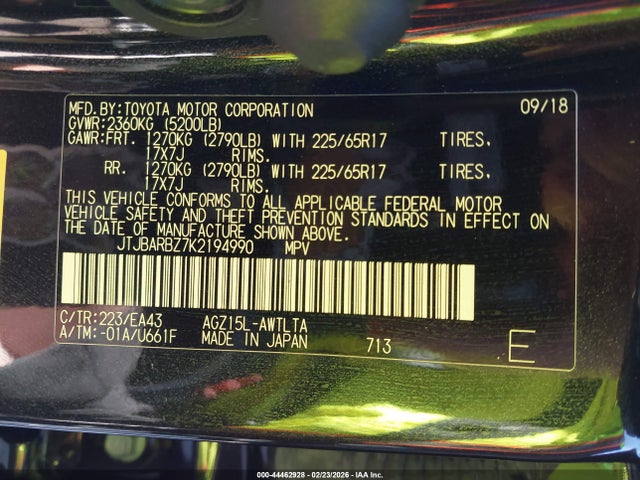 MFD.BY:TOYOTA MOTOR CORPORATION 09/18
GVWR:2360KG (5200LB)
GAWR:FRT. 1270KG (2790LB) WITH 225/65R17 TIRES,
17X7J RIMS.
RR. 1270KG (2790LB) WITH 225/65R17 TIRES,
17X7J RIMS.
THIS VEHICLE CONFORMS TO ALL APPLICABLE FEDERAL MOTOR
VEHICLE SAFETY AND THEFT PREVENTION STANDARDS IN EFFECT ON
THE DATE OF MANUFACTURE SHOWN ABOVE.
JTJBARBZ7K2194990 MPV
C/TR:223/EA43 AGZ15L-AWTLTA
A/TM:-01A/U661F MADE IN JAPAN 713 E
000-44462928 - 02/23/2026 - IAA Inc.